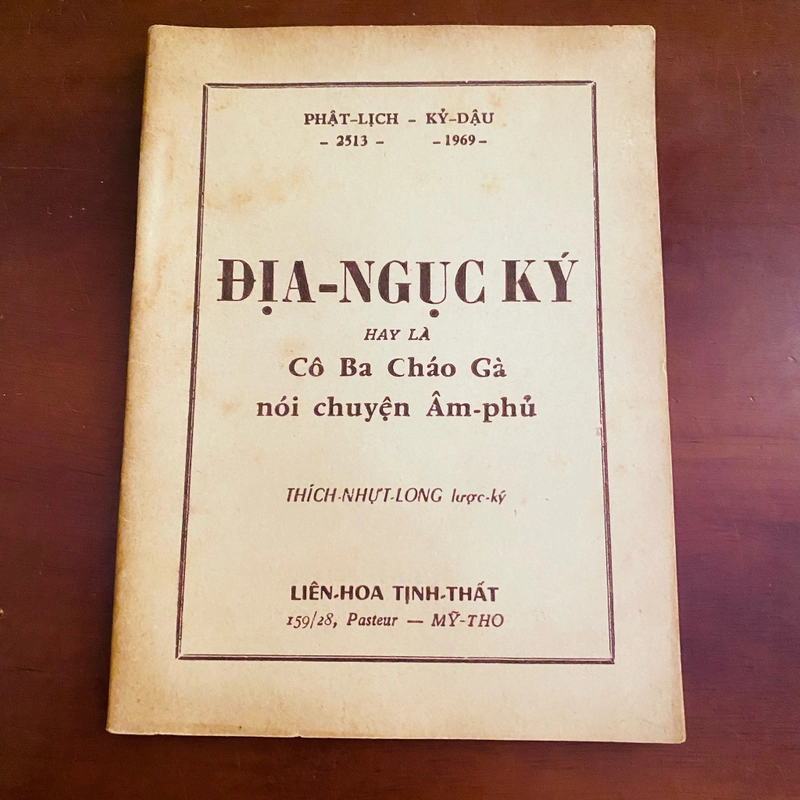 PHẬT-LỊCH - KỶ-DẬU
- 2513 - - 1969 -
ĐỊA-NGỤC KÝ
HAY LÀ
Cô Ba Cháo Gà
nói chuyện Âm-phủ
THÍCH-NHỰT-LONG lược-ký
LIÊN-HOA TỊNH-THẤT
159/28, Pasteur — MỸ-THO